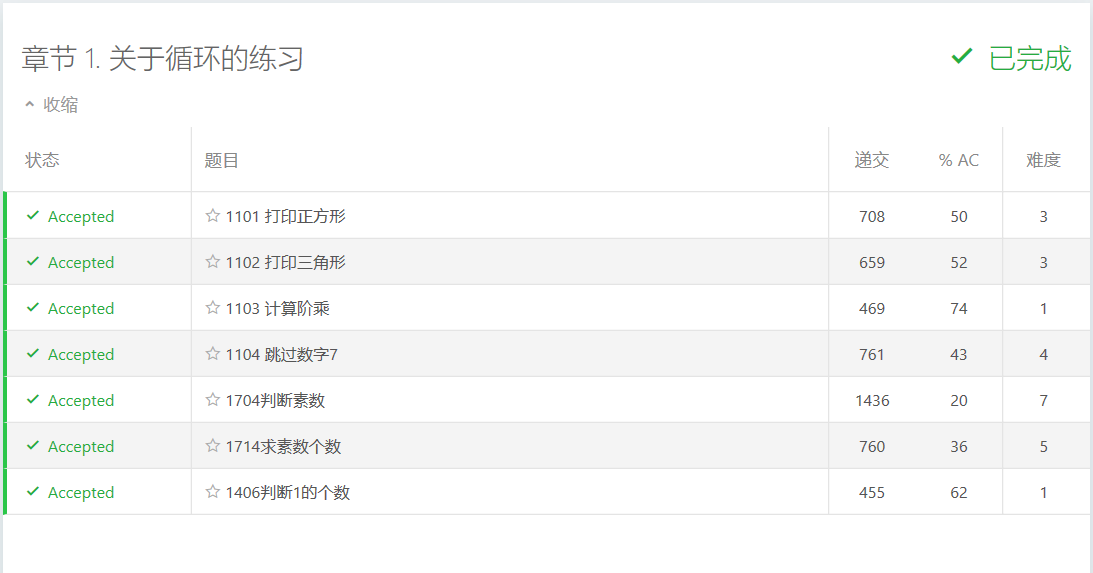 章节 1. 关于循环的练习 已完成
收缩
状态 题目 递交 % AC 难度
Accepted 1101 打印正方形 708 50 3
Accepted 1102 打印三角形 659 52 3
Accepted 1103 计算阶乘 469 74 1
Accepted 1104 跳过数字7 761 43 4
Accepted 1704判断素数 1436 20 7
Accepted 1714求素数个数 760 36 5
Accepted 1406判断1的个数 455 62 1